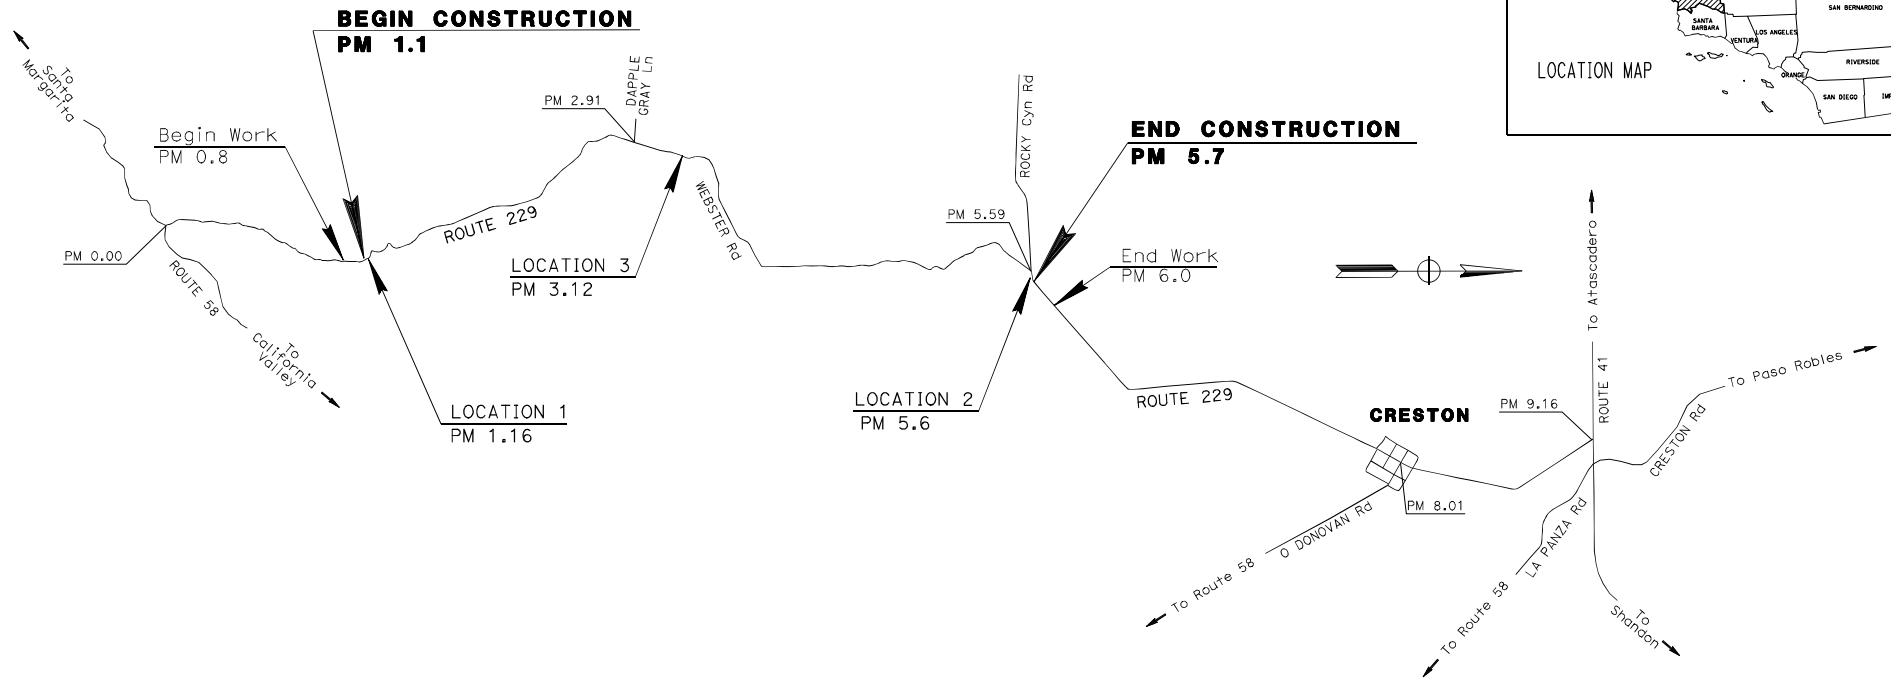 BEGIN CONSTRUCTION
PM 1.1
To
Santa
Margarita
Begin Work
PM 0.8
PM 0.00
ROUTE 58
To
California
Valley
LOCATION 1
PM 1.16
ROUTE 229
PM 2.91
DAPPLE
GRAY Ln
LOCATION 3
PM 3.12
WEBSTER Rd
ROCKY Cyn Rd
PM 5.59
END CONSTRUCTION
PM 5.7
End Work
PM 6.0
LOCATION 2
PM 5.6
ROUTE 229
CRESTON
PM 8.01
O DONOVAN Rd
To Route 58
PM 9.16
To Atascadero
ROUTE 41
To Paso Robles
CRESTON Rd
LA PANZA Rd
To Route 58
To
Shandon
LOCATION MAP
SAN BERNARDINO
SANTA
BARBARA
VENTURA
LOS ANGELES
ORANGE
RIVERSIDE
SAN DIEGO
IMP